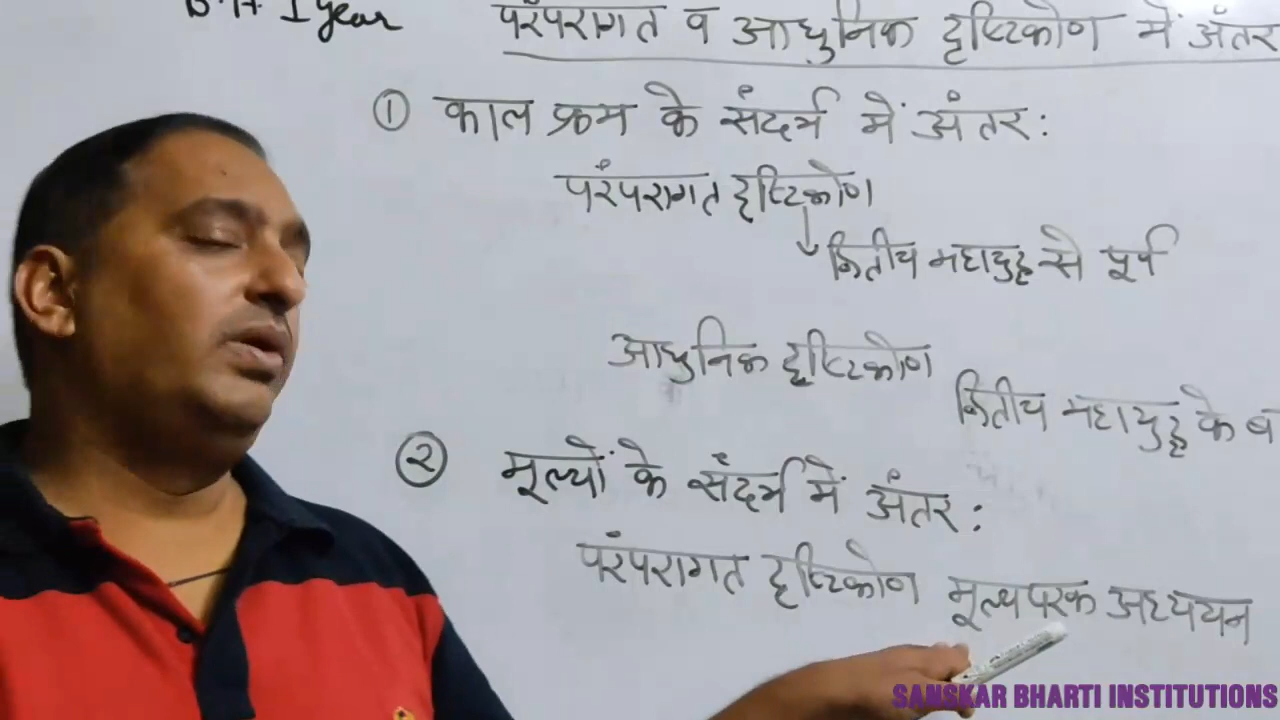 B.A. I year
परंपरागत व आधुनिक दृष्टिकोण में अंतर
① काल क्रम के संदर्भ में अंतर:
परंपरागत दृष्टिकोण
द्वितीय महायुद्ध से पूर्व
आधुनिक दृष्टिकोण
द्वितीय महायुद्ध के ब
② मूल्यों के संदर्भ में अंतर:
परंपरागत दृष्टिकोण मूल्यपरक अध्ययन
SANSKAR BHARTI INSTITUTIONS